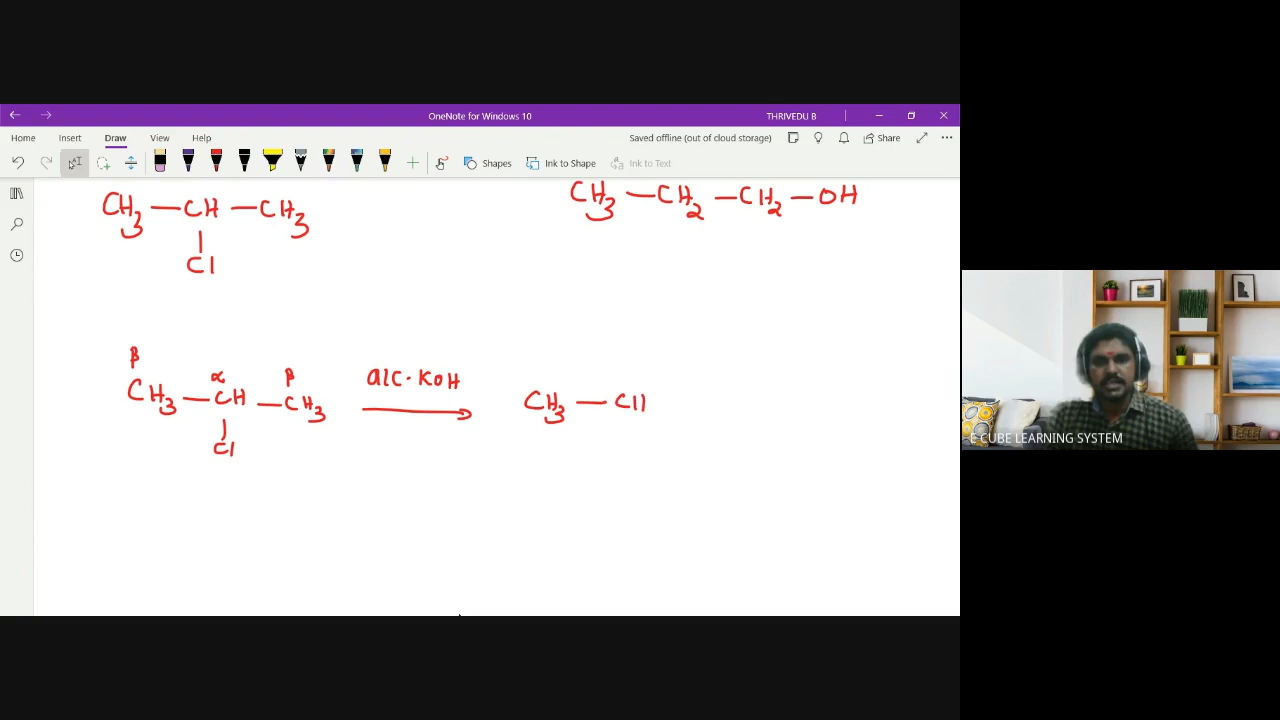 OneNote for Windows 10
THRIVEDU B
Home Insert Draw View Help
Saved offline (out of cloud storage)
Share
Shapes
Ink to Shape
Ink to Text
CH3 — CH — CH3
Cl
CH3 — CH2 — CH2 — OH
β α β
CH3 — CH — CH3
Cl
alc. KOH
CH3 — Cll
E CUBE LEARNING SYSTEM